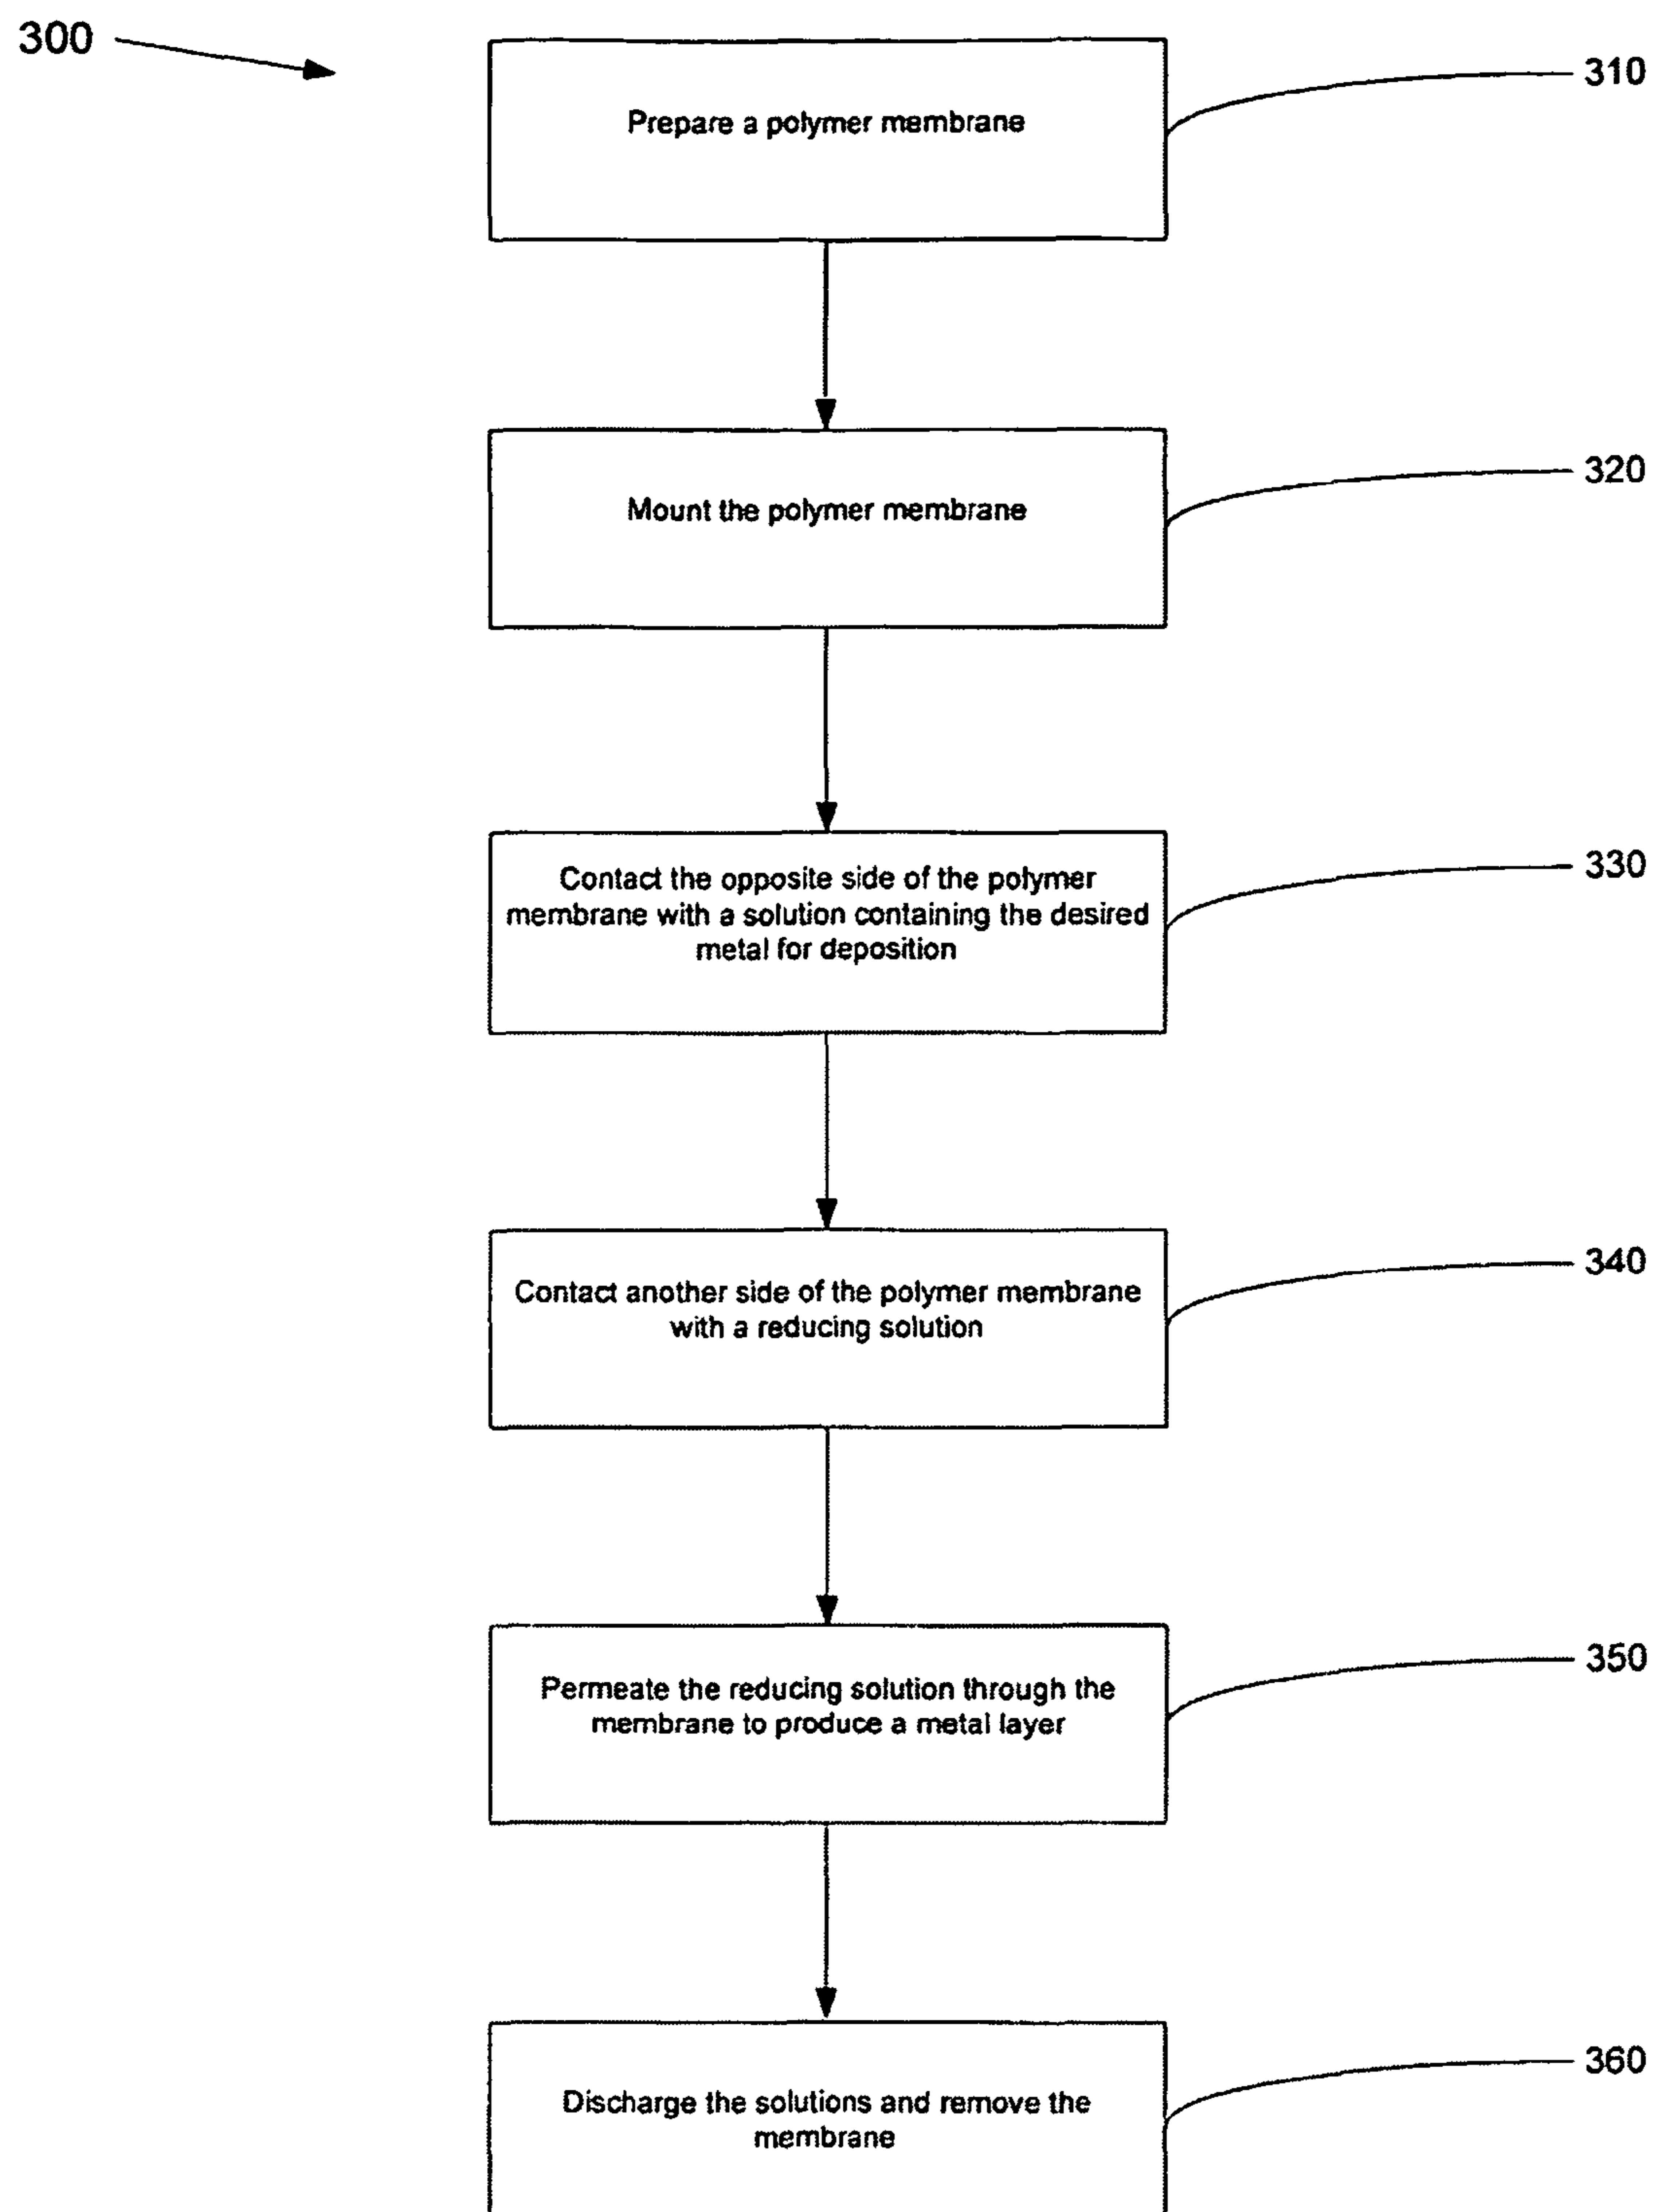 300
310
Prepare a polymer membrane
320
Mount the polymer membrane
330
Contact the opposite side of the polymer
membrane with a solution containing the desired
metal for deposition
340
Contact another side of the polymer membrane
with a reducing solution
350
Permeate the reducing solution through the
membrane to produce a metal layer
360
Discharge the solutions and remove the
membrane